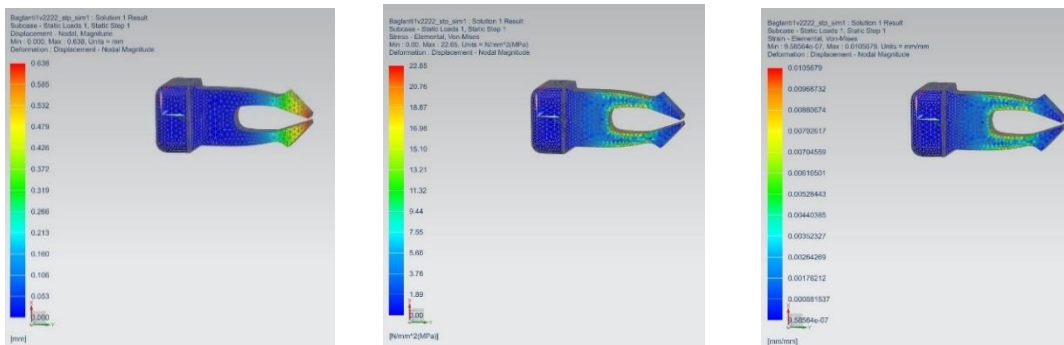 Baglanti1v2222_stp_sim1 : Solution 1 Result
Subcase - Static Loads 1, Static Step 1
Displacement - Nodal, Magnitude
Min : 0.000, Max : 0.638, Units = mm
Deformation : Displacement - Nodal Magnitude
0.638
0.585
0.532
0.479
0.426
0.372
0.319
0.266
0.213
0.160
0.106
0.053
0.000
[mm]
Baglanti1v2222_stp_sim1 : Solution 1 Result
Subcase - Static Loads 1, Static Step 1
Stress - Elemental, Von-Mises
Min : 0.00, Max : 22.65, Units = N/mm^2(MPa)
Deformation : Displacement - Nodal Magnitude
22.65
20.76
18.87
16.98
15.10
13.21
11.32
9.44
7.55
5.66
3.78
1.89
0.00
[N/mm^2(MPa)]
Baglanti1v2222_stp_sim1 : Solution 1 Result
Subcase - Static Loads 1, Static Step 1
Strain - Elemental, Von-Mises
Min : 9.58564e-07, Max : 0.0105679, Units = mm/mm
Deformation : Displacement - Nodal Magnitude
0.0105679
0.00968732
0.00880674
0.00792617
0.00704559
0.00616501
0.00528443
0.00440385
0.00352327
0.00264269
0.00176212
0.000881537
9.58564e-07
[mm/mm]